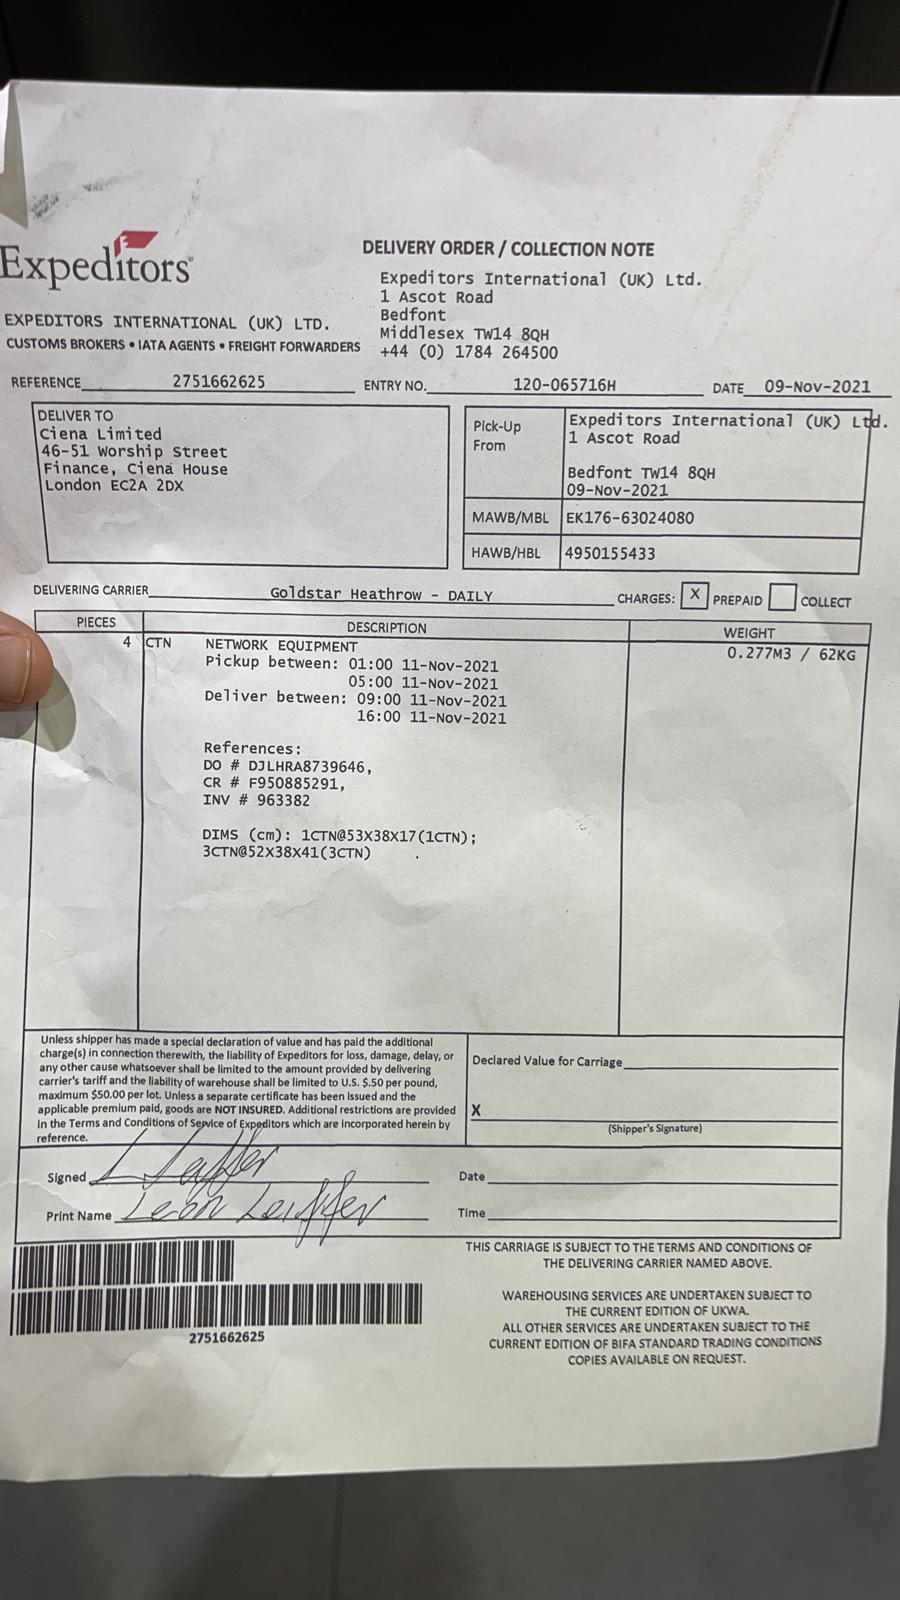 Expeditors
DELIVERY ORDER / COLLECTION NOTE
Expeditors International (UK) Ltd.
1 Ascot Road
Bedfont
Middlesex TW14 8QH
+44 (0) 1784 264500
EXPEDITORS INTERNATIONAL (UK) LTD.
CUSTOMS BROKERS • IATA AGENTS • FREIGHT FORWARDERS
REFERENCE 2751662625 ENTRY NO. 120-065716H DATE 09-Nov-2021
DELIVER TO
Ciena Limited
46-51 Worship Street
Finance, Ciena House
London EC2A 2DX
Pick-Up
From
Expeditors International (UK) Ltd.
1 Ascot Road
Bedfont TW14 8QH
09-Nov-2021
MAWB/MBL EK176-63024080
HAWB/HBL 4950155433
DELIVERING CARRIER Goldstar Heathrow - DAILY CHARGES: X PREPAID COLLECT
PIECES DESCRIPTION WEIGHT
4 CTN NETWORK EQUIPMENT 0.277M3 / 62KG
Pickup between: 01:00 11-Nov-2021
05:00 11-Nov-2021
Deliver between: 09:00 11-Nov-2021
16:00 11-Nov-2021
References:
DO # DJLHRA8739646,
CR # F950885291,
INV # 963382
DIMS (cm): 1CTN@53X38X17(1CTN);
3CTN@52X38X41(3CTN)
Unless shipper has made a special declaration of value and has paid the additional
charge(s) in connection therewith, the liability of Expeditors for loss, damage, delay, or
any other cause whatsoever shall be limited to the amount provided by delivering
carrier's tariff and the liability of warehouse shall be limited to U.S. $.50 per pound,
maximum $50.00 per lot. Unless a separate certificate has been issued and the
applicable premium paid, goods are NOT INSURED. Additional restrictions are provided
in the Terms and Conditions of Service of Expeditors which are incorporated herein by
reference.
Declared Value for Carriage
X
(Shipper's Signature)
Signed
Print Name Leon Leiffer
Date
Time
2751662625
THIS CARRIAGE IS SUBJECT TO THE TERMS AND CONDITIONS OF
THE DELIVERING CARRIER NAMED ABOVE.
WAREHOUSING SERVICES ARE UNDERTAKEN SUBJECT TO
THE CURRENT EDITION OF UKWA.
ALL OTHER SERVICES ARE UNDERTAKEN SUBJECT TO THE
CURRENT EDITION OF BIFA STANDARD TRADING CONDITIONS
COPIES AVAILABLE ON REQUEST.